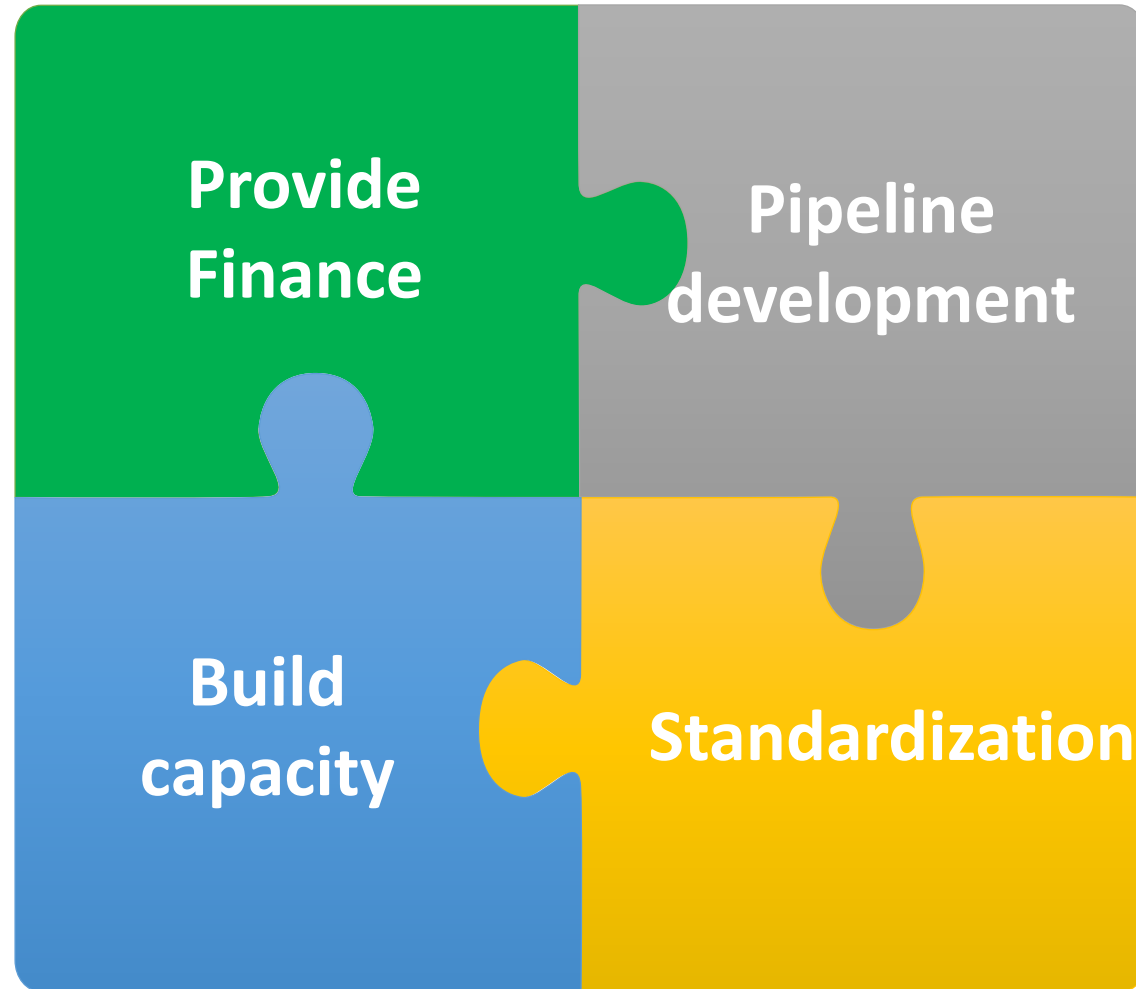 Provide
Finance
Pipeline
development
Build
capacity
Standardization